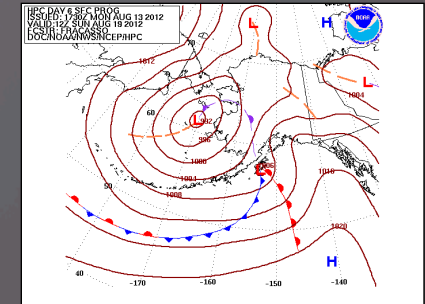 HPC DAY 6 SFC PROG
ISSUED: 1730Z MON AUG 13 2012
VALID: 12Z SUN AUG 19 2012
FCSTR: FRACASSO
DOC/NOAA/NWS/NCEP/HPC
L
H
NOAA
70
1012
L
1004
60
L
992
996
1000
1004
1008
50
1016
1020
H
40
-170
-160
-150
-140